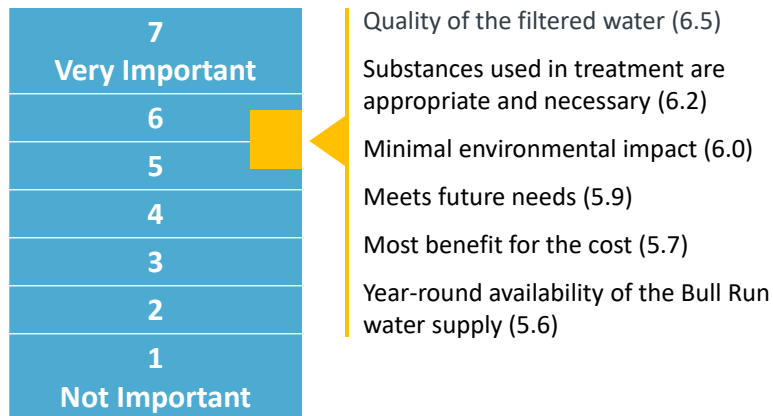 7
Very Important
6
5
4
3
2
1
Not Important
Quality of the filtered water (6.5)
Substances used in treatment are
appropriate and necessary (6.2)
Minimal environmental impact (6.0)
Meets future needs (5.9)
Most benefit for the cost (5.7)
Year-round availability of the Bull Run
water supply (5.6)